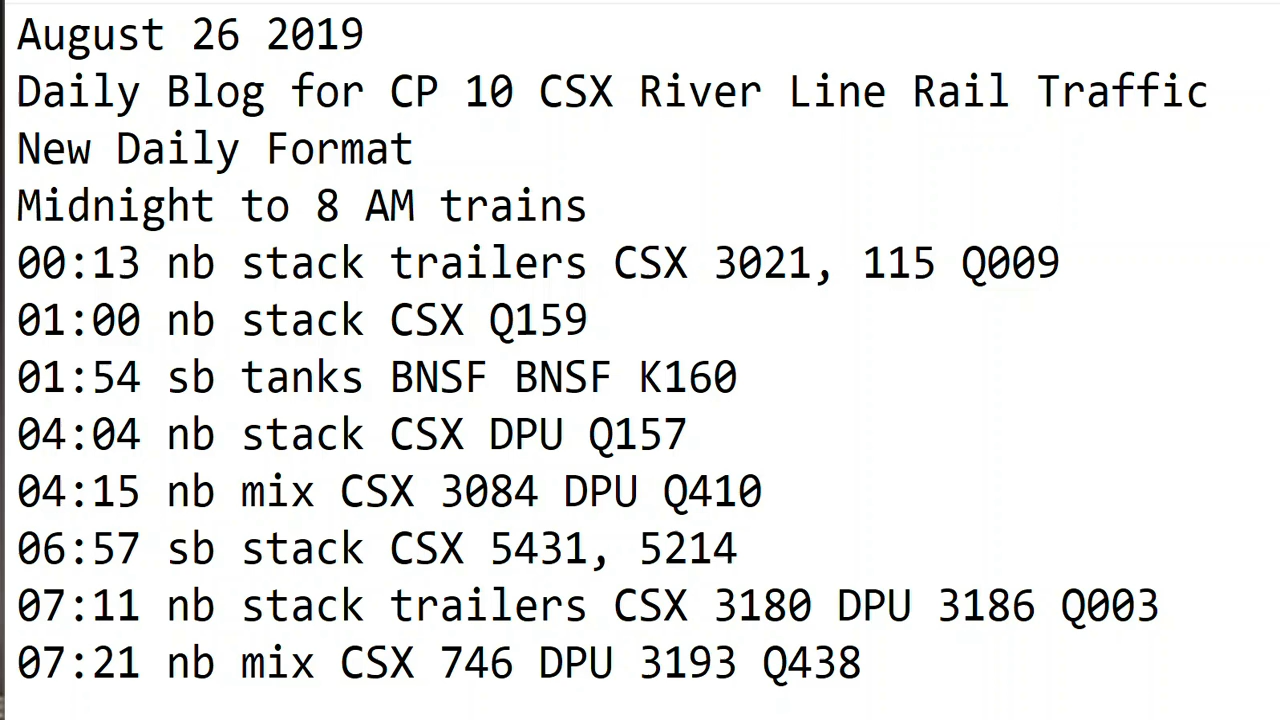 August 26 2019
Daily Blog for CP 10 CSX River Line Rail Traffic
New Daily Format
Midnight to 8 AM trains
00:13 nb stack trailers CSX 3021, 115 Q009
01:00 nb stack CSX Q159
01:54 sb tanks BNSF BNSF K160
04:04 nb stack CSX DPU Q157
04:15 nb mix CSX 3084 DPU Q410
06:57 sb stack CSX 5431, 5214
07:11 nb stack trailers CSX 3180 DPU 3186 Q003
07:21 nb mix CSX 746 DPU 3193 Q438